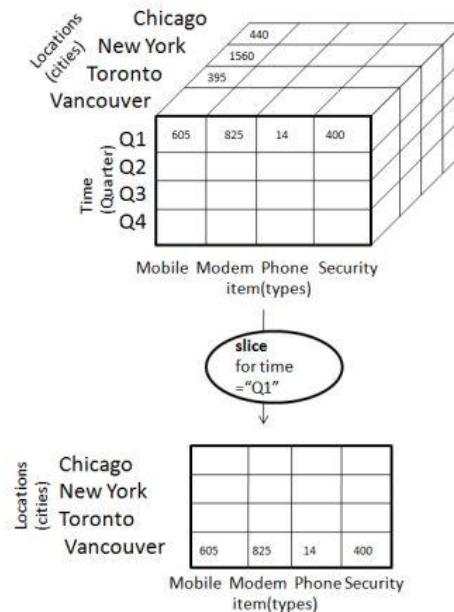 Locations
(cities)
Chicago
New York
Toronto
Vancouver
440
1560
395
Time
(Quarter)
Q1
Q2
Q3
Q4
605 825 14 400
Mobile Modem Phone Security
item(types)
slice
for time
="Q1"
Locations
(cities)
Chicago
New York
Toronto
Vancouver
605 825 14 400
Mobile Modem Phone Security
item(types)